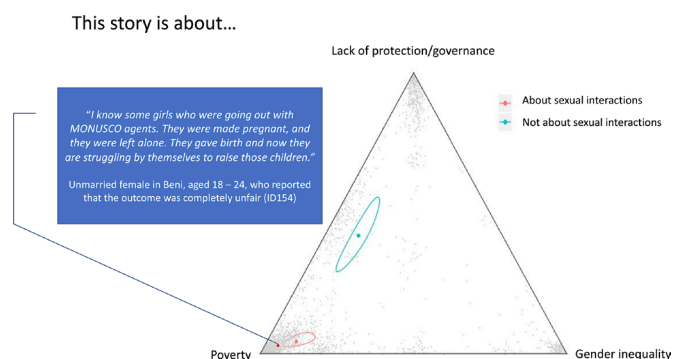 This story is about…
Lack of protection/governance
“I know some girls who were going out with
MONUSCO agents. They were made pregnant, and
they were left alone. They gave birth and now they
are struggling by themselves to raise those children.”
Unmarried female in Beni, aged 18 – 24, who reported
that the outcome was completely unfair (ID154)
About sexual interactions
Not about sexual interactions
Poverty
Gender inequality